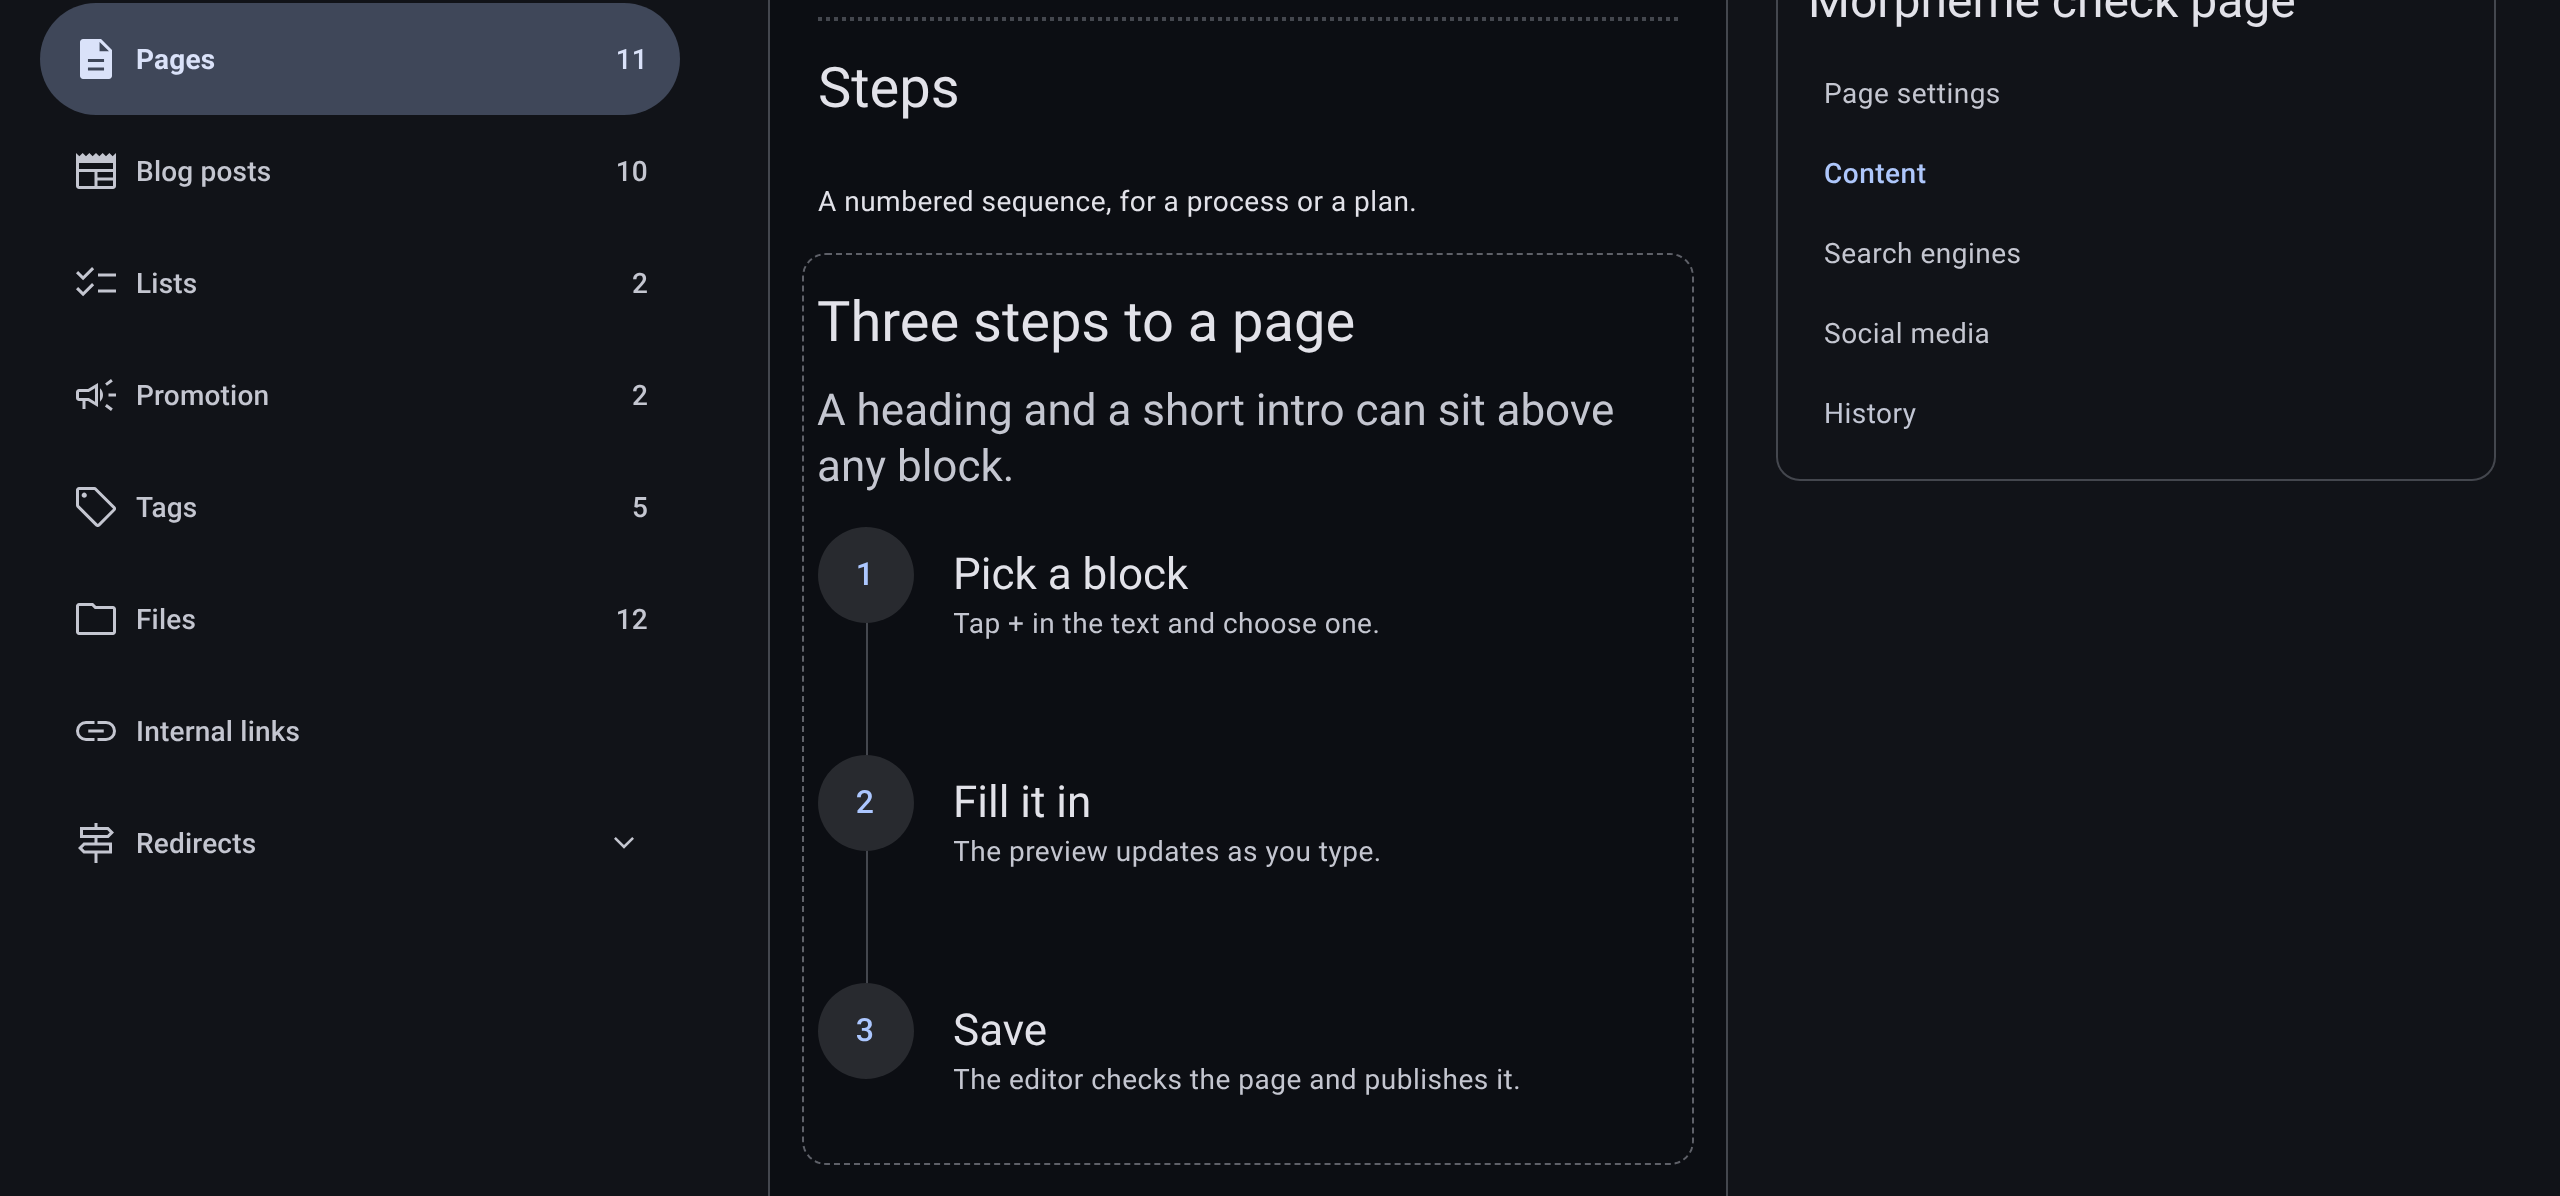 Pages 11
Blog posts 10
Lists 2
Promotion 2
Tags 5
Files 12
Internal links
Redirects
Steps
A numbered sequence, for a process or a plan.
Three steps to a page
A heading and a short intro can sit above
any block.
1 Pick a block
Tap + in the text and choose one.
2 Fill it in
The preview updates as you type.
3 Save
The editor checks the page and publishes it.
Morpheme check page
Page settings
Content
Search engines
Social media
History